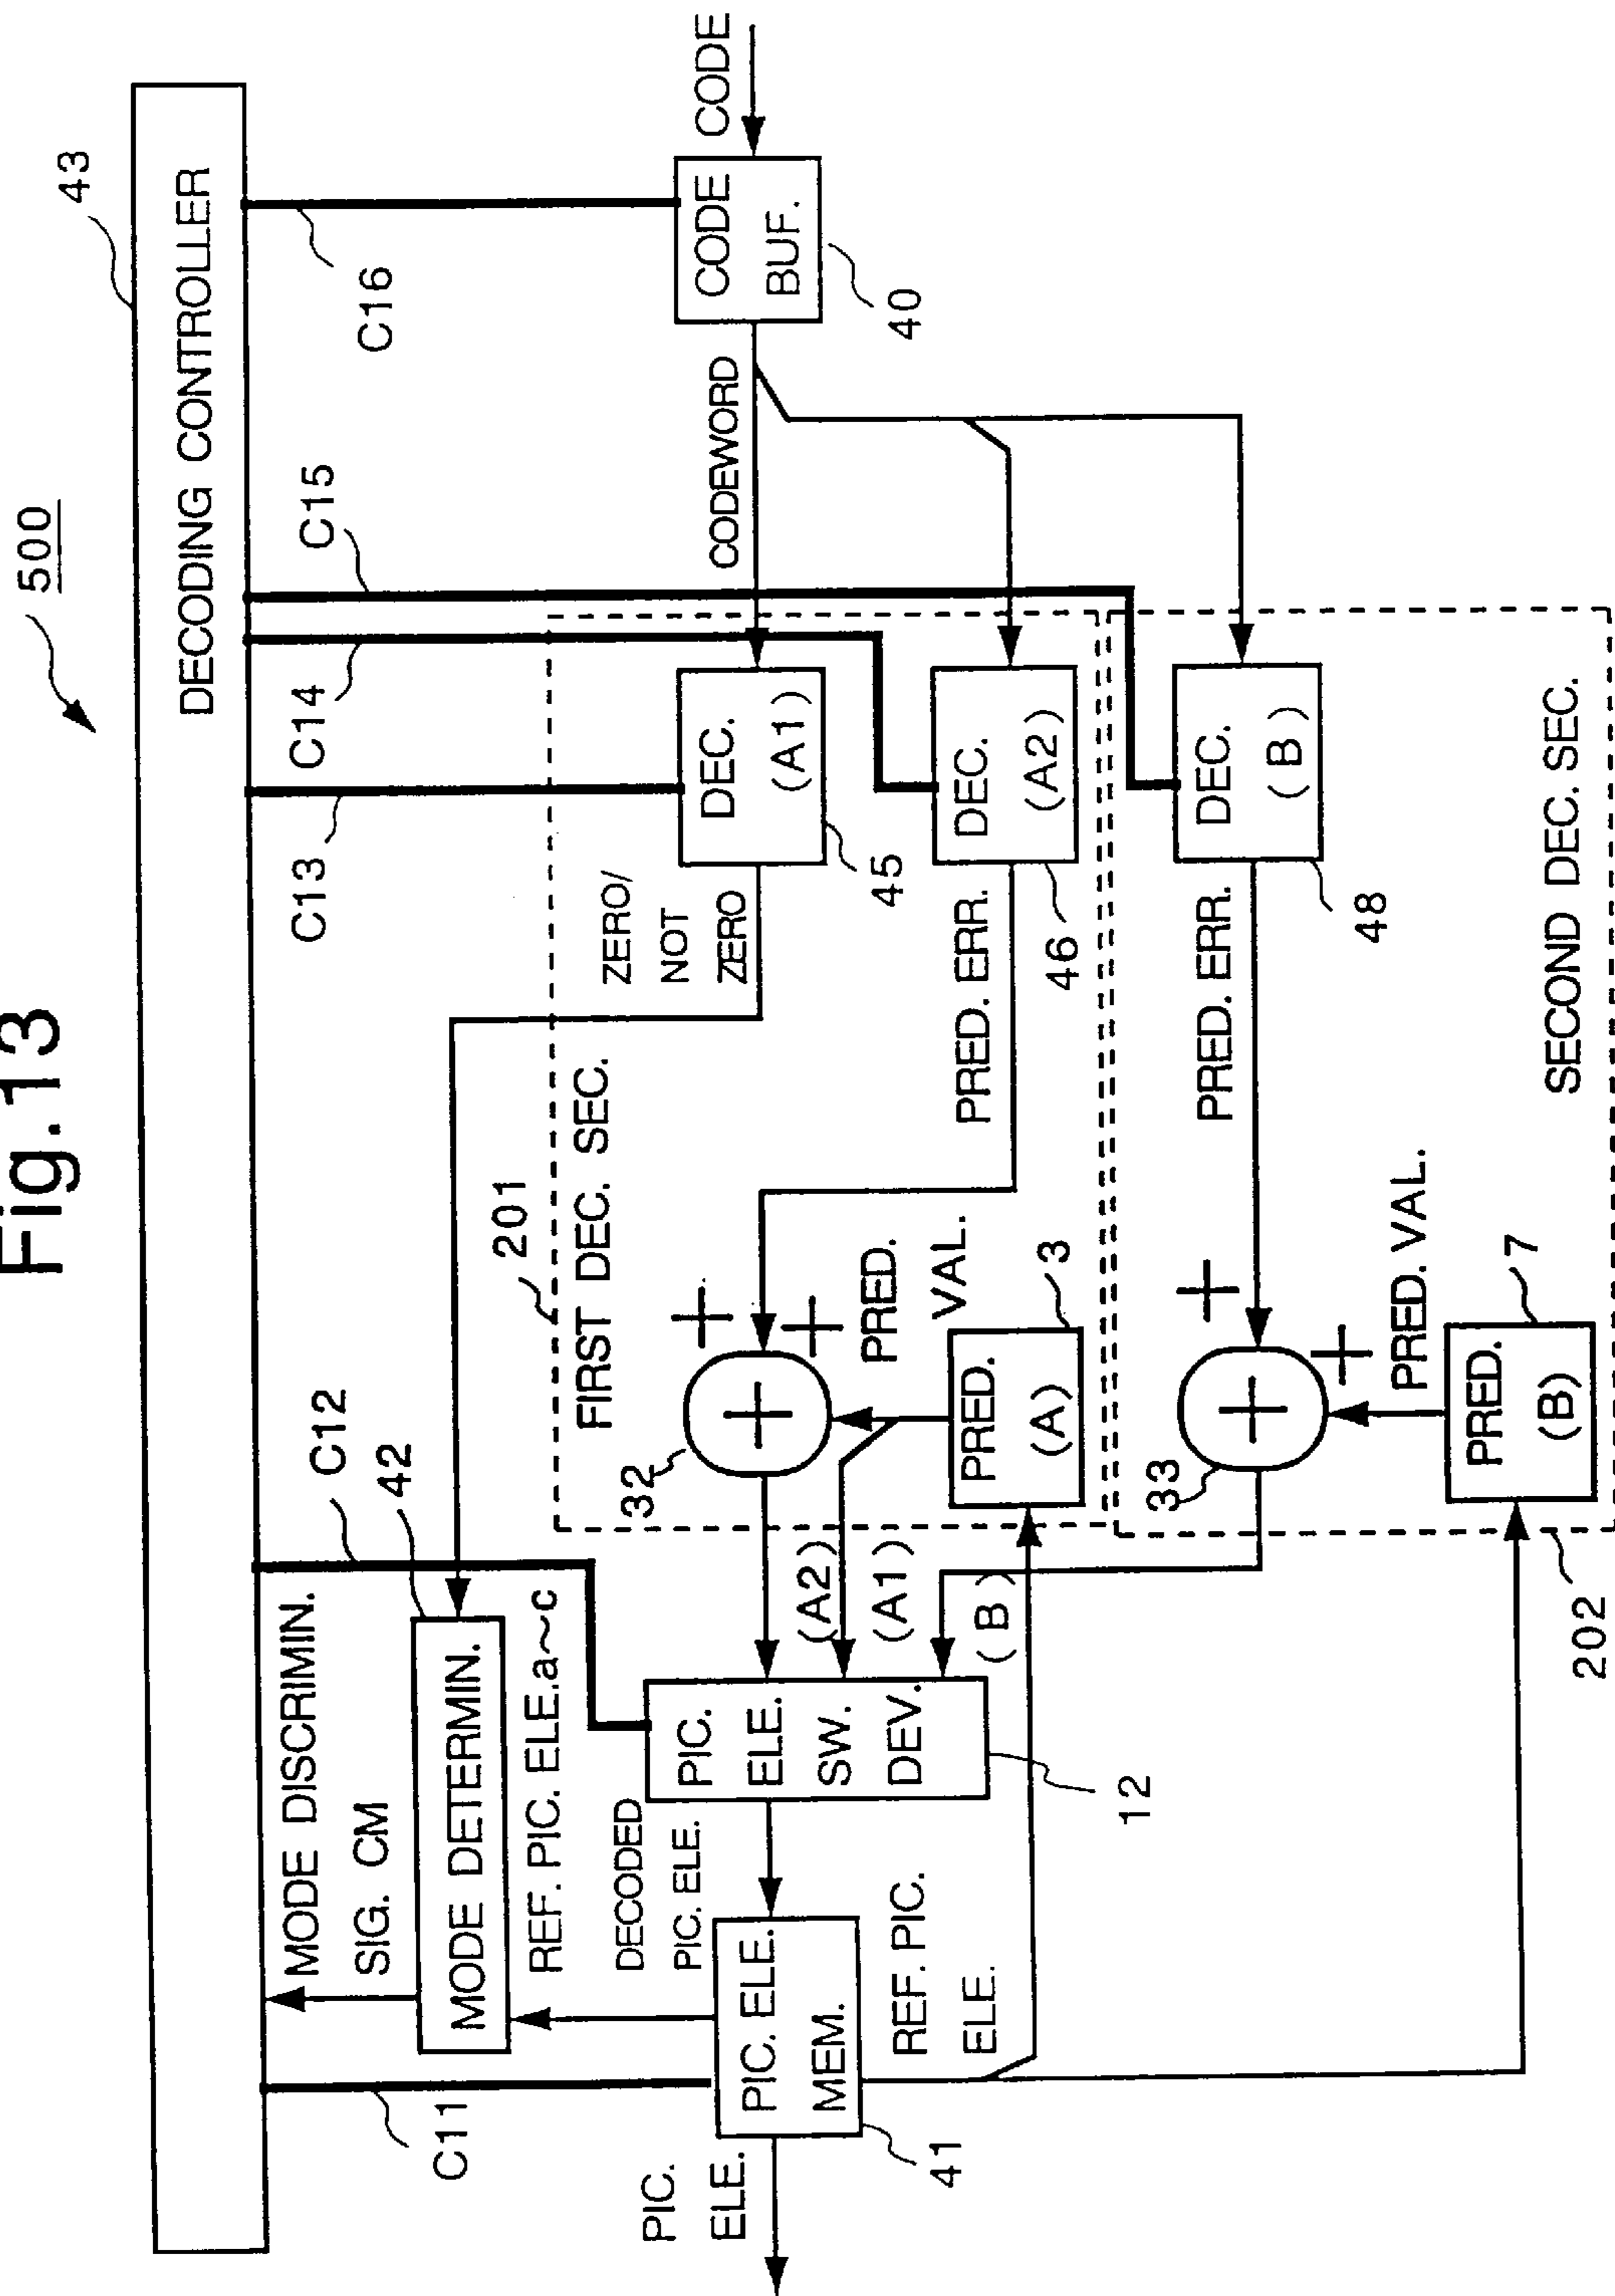 Fig.13
500
43
DECODING CONTROLLER
C11
MODE DISCRIMIN.
SIG. CM
C12
42
MODE DETERMIN.
REF. PIC. ELE.a~c
C13
C14
C15
C16
201
FIRST DEC. SEC.
ZERO/
NOT
ZERO
CODEWORD
CODE
CODE
BUF.
40
DEC.
(A1)
45
PIC.
ELE.
PIC. ELE.
MEM.
41
DECODED
PIC. ELE.
PIC.
ELE.
SW.
DEV.
12
(A2)
(A1)
(B)
32
+
+
+
PRED.
VAL.
PRED.
(A)
3
PRED. ERR.
DEC.
(A2)
46
REF. PIC.
ELE.
33
+
+
+
PRED. ERR.
DEC.
(B)
48
PRED. VAL.
PRED.
(B)
7
SECOND DEC. SEC.
202